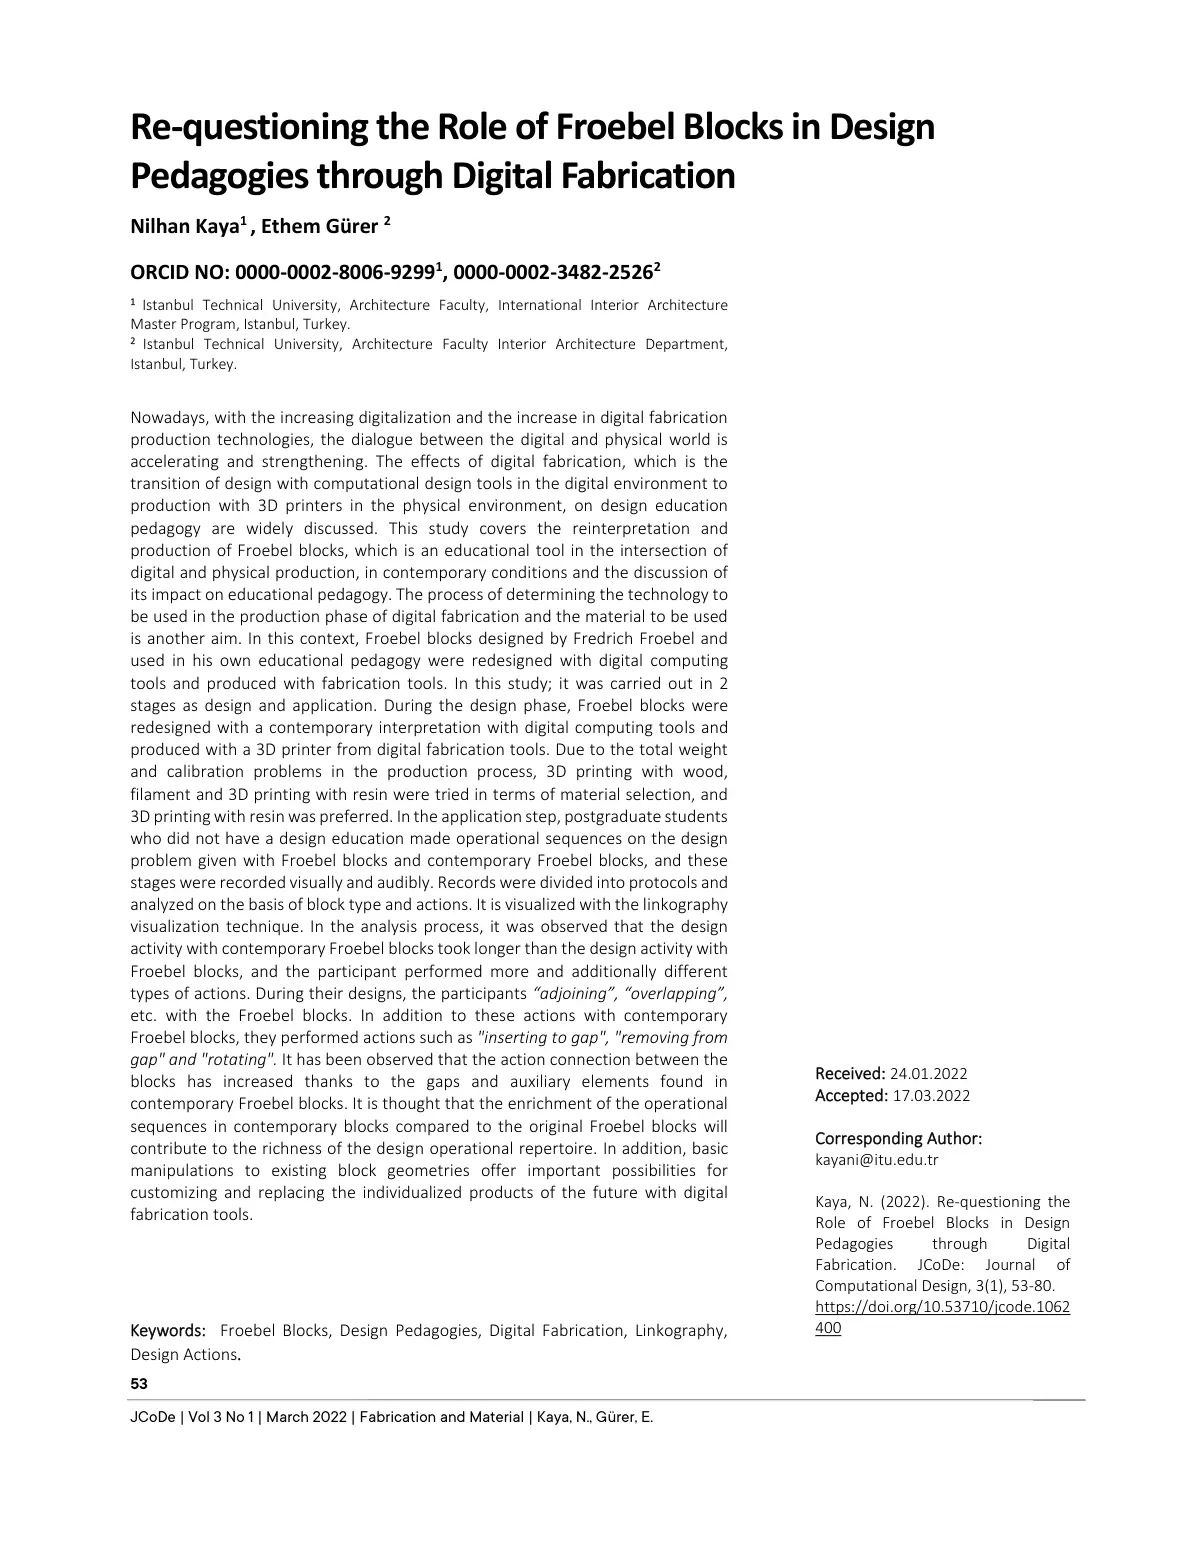 Re-questioning the Role of Froebel Blocks in Design
Pedagogies through Digital Fabrication
Nilhan Kaya¹ , Ethem Gürer ²
ORCID NO: 0000-0002-8006-9299¹, 0000-0002-3482-2526²
¹ Istanbul Technical University, Architecture Faculty, International Interior Architecture
Master Program, Istanbul, Turkey.
² Istanbul Technical University, Architecture Faculty Interior Architecture Department,
Istanbul, Turkey.
Nowadays, with the increasing digitalization and the increase in digital fabrication
production technologies, the dialogue between the digital and physical world is
accelerating and strengthening. The effects of digital fabrication, which is the
transition of design with computational design tools in the digital environment to
production with 3D printers in the physical environment, on design education
pedagogy are widely discussed. This study covers the reinterpretation and
production of Froebel blocks, which is an educational tool in the intersection of
digital and physical production, in contemporary conditions and the discussion of
its impact on educational pedagogy. The process of determining the technology to
be used in the production phase of digital fabrication and the material to be used
is another aim. In this context, Froebel blocks designed by Fredrich Froebel and
used in his own educational pedagogy were redesigned with digital computing
tools and produced with fabrication tools. In this study; it was carried out in 2
stages as design and application. During the design phase, Froebel blocks were
redesigned with a contemporary interpretation with digital computing tools and
produced with a 3D printer from digital fabrication tools. Due to the total weight
and calibration problems in the production process, 3D printing with wood,
filament and 3D printing with resin were tried in terms of material selection, and
3D printing with resin was preferred. In the application step, postgraduate students
who did not have a design education made operational sequences on the design
problem given with Froebel blocks and contemporary Froebel blocks, and these
stages were recorded visually and audibly. Records were divided into protocols and
analyzed on the basis of block type and actions. It is visualized with the linkography
visualization technique. In the analysis process, it was observed that the design
activity with contemporary Froebel blocks took longer than the design activity with
Froebel blocks, and the participant performed more and additionally different
types of actions. During their designs, the participants “adjoining”, “overlapping”,
etc. with the Froebel blocks. In addition to these actions with contemporary
Froebel blocks, they performed actions such as "inserting to gap", "removing from
gap" and "rotating". It has been observed that the action connection between the
blocks has increased thanks to the gaps and auxiliary elements found in
contemporary Froebel blocks. It is thought that the enrichment of the operational
sequences in contemporary blocks compared to the original Froebel blocks will
contribute to the richness of the design operational repertoire. In addition, basic
manipulations to existing block geometries offer important possibilities for
customizing and replacing the individualized products of the future with digital
fabrication tools.
Received: 24.01.2022
Accepted: 17.03.2022
Corresponding Author:
kayani@itu.edu.tr
Kaya, N. (2022). Re-questioning the
Role of Froebel Blocks in Design
Pedagogies through Digital
Fabrication. JCoDe: Journal of
Computational Design, 3(1), 53-80.
https://doi.org/10.53710/jcode.1062
400
Keywords: Froebel Blocks, Design Pedagogies, Digital Fabrication, Linkography,
Design Actions.
53
JCoDe | Vol 3 No 1 | March 2022 | Fabrication and Material | Kaya, N., Gürer, E.